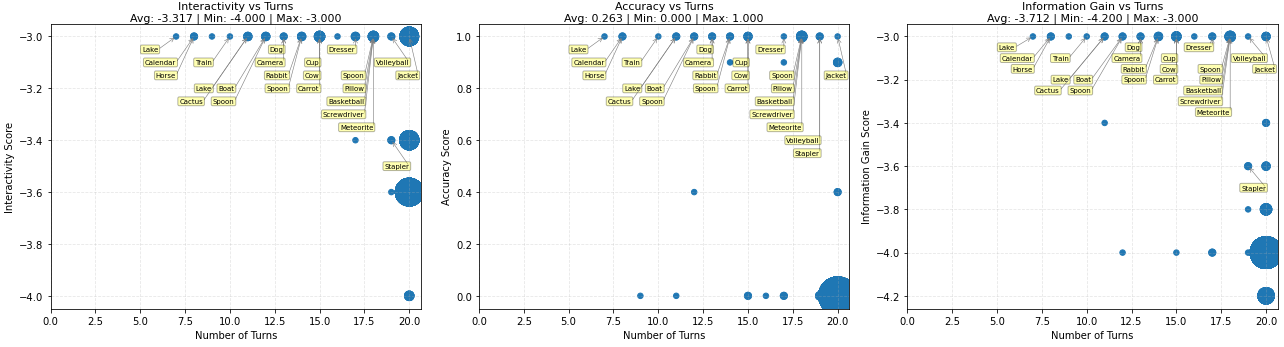 Interactivity vs Turns
Avg: -3.317 | Min: -4.000 | Max: -3.000
Interactivity Score
−3.0
−3.2
−3.4
−3.6
−3.8
−4.0
Lake
Calendar
Horse
Train
Lake
Boat
Cactus
Spoon
Dog
Camera
Rabbit
Spoon
Cup
Cow
Carrot
Dresser
Spoon
Pillow
Basketball
Screwdriver
Meteorite
Volleyball
Jacket
Stapler
0.0
2.5
5.0
7.5
10.0
12.5
15.0
17.5
20.0
Number of Turns
Accuracy vs Turns
Avg: 0.263 | Min: 0.000 | Max: 1.000
Accuracy Score
1.0
0.8
0.6
0.4
0.2
0.0
Lake
Calendar
Horse
Train
Lake
Boat
Cactus
Spoon
Dog
Camera
Rabbit
Spoon
Cup
Cow
Carrot
Dresser
Spoon
Pillow
Basketball
Screwdriver
Meteorite
Volleyball
Stapler
Jacket
0.0
2.5
5.0
7.5
10.0
12.5
15.0
17.5
20.0
Number of Turns
Information Gain vs Turns
Avg: -3.712 | Min: -4.200 | Max: -3.000
Information Gain Score
−3.0
−3.2
−3.4
−3.6
−3.8
−4.0
−4.2
Lake
Calendar
Horse
Train
Lake
Boat
Cactus
Spoon
Dog
Camera
Rabbit
Spoon
Cup
Cow
Carrot
Dresser
Spoon
Pillow
Basketball
Screwdriver
Meteorite
Volleyball
Jacket
Stapler
0.0
2.5
5.0
7.5
10.0
12.5
15.0
17.5
20.0
Number of Turns